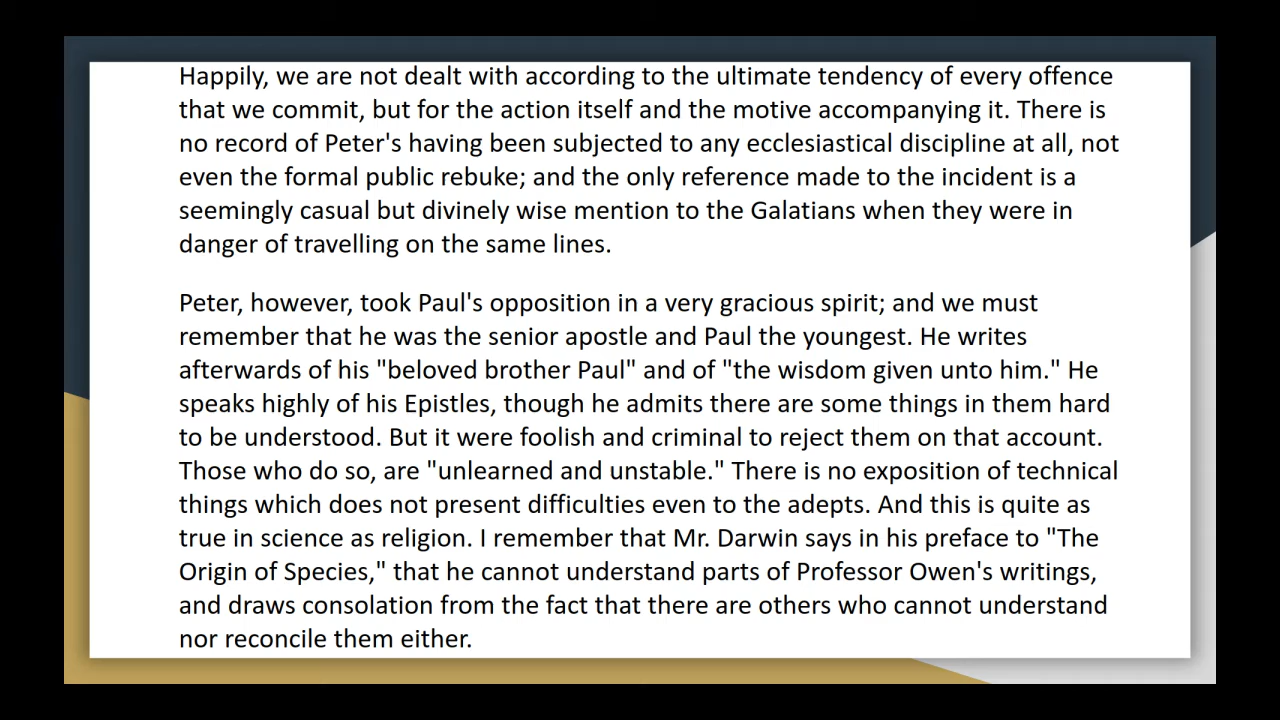 Happily, we are not dealt with according to the ultimate tendency of every offence
that we commit, but for the action itself and the motive accompanying it. There is
no record of Peter's having been subjected to any ecclesiastical discipline at all, not
even the formal public rebuke; and the only reference made to the incident is a
seemingly casual but divinely wise mention to the Galatians when they were in
danger of travelling on the same lines.
Peter, however, took Paul's opposition in a very gracious spirit; and we must
remember that he was the senior apostle and Paul the youngest. He writes
afterwards of his "beloved brother Paul" and of "the wisdom given unto him." He
speaks highly of his Epistles, though he admits there are some things in them hard
to be understood. But it were foolish and criminal to reject them on that account.
Those who do so, are "unlearned and unstable." There is no exposition of technical
things which does not present difficulties even to the adepts. And this is quite as
true in science as religion. I remember that Mr. Darwin says in his preface to "The
Origin of Species," that he cannot understand parts of Professor Owen's writings,
and draws consolation from the fact that there are others who cannot understand
nor reconcile them either.